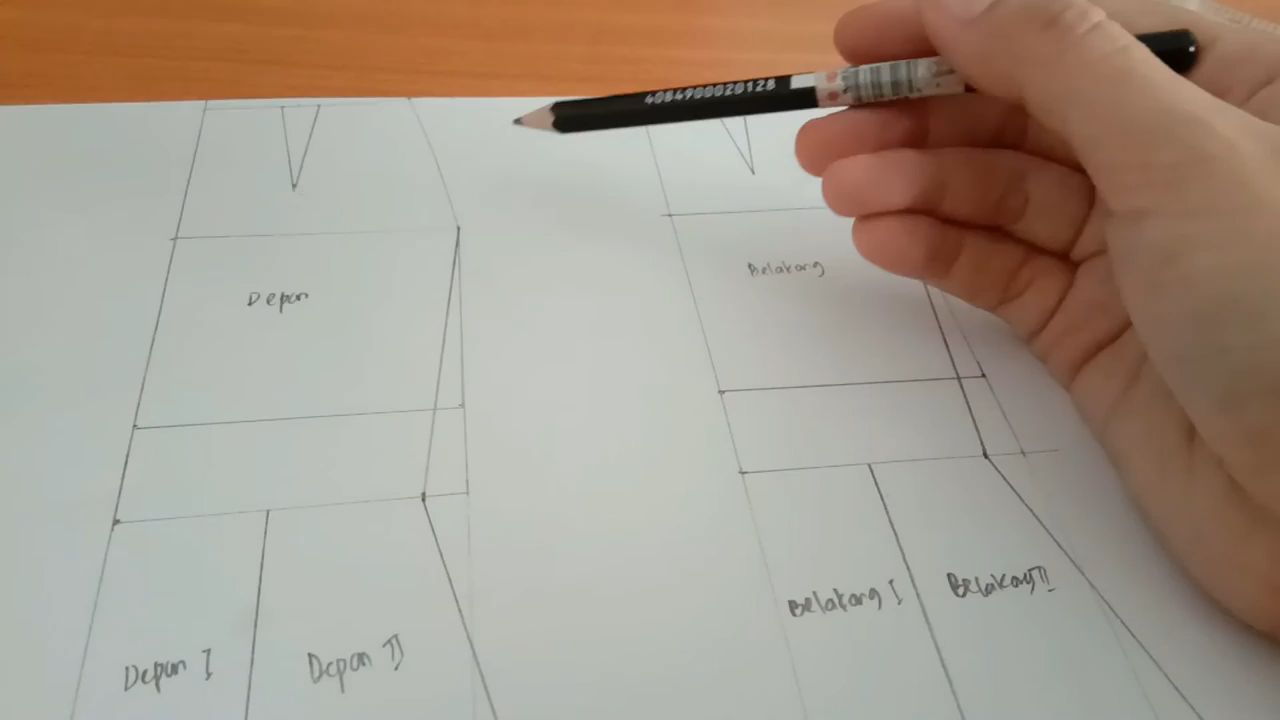 4084900020128
Depan
Belakang
Depan I
Depan II
Belakang I
Belakang II